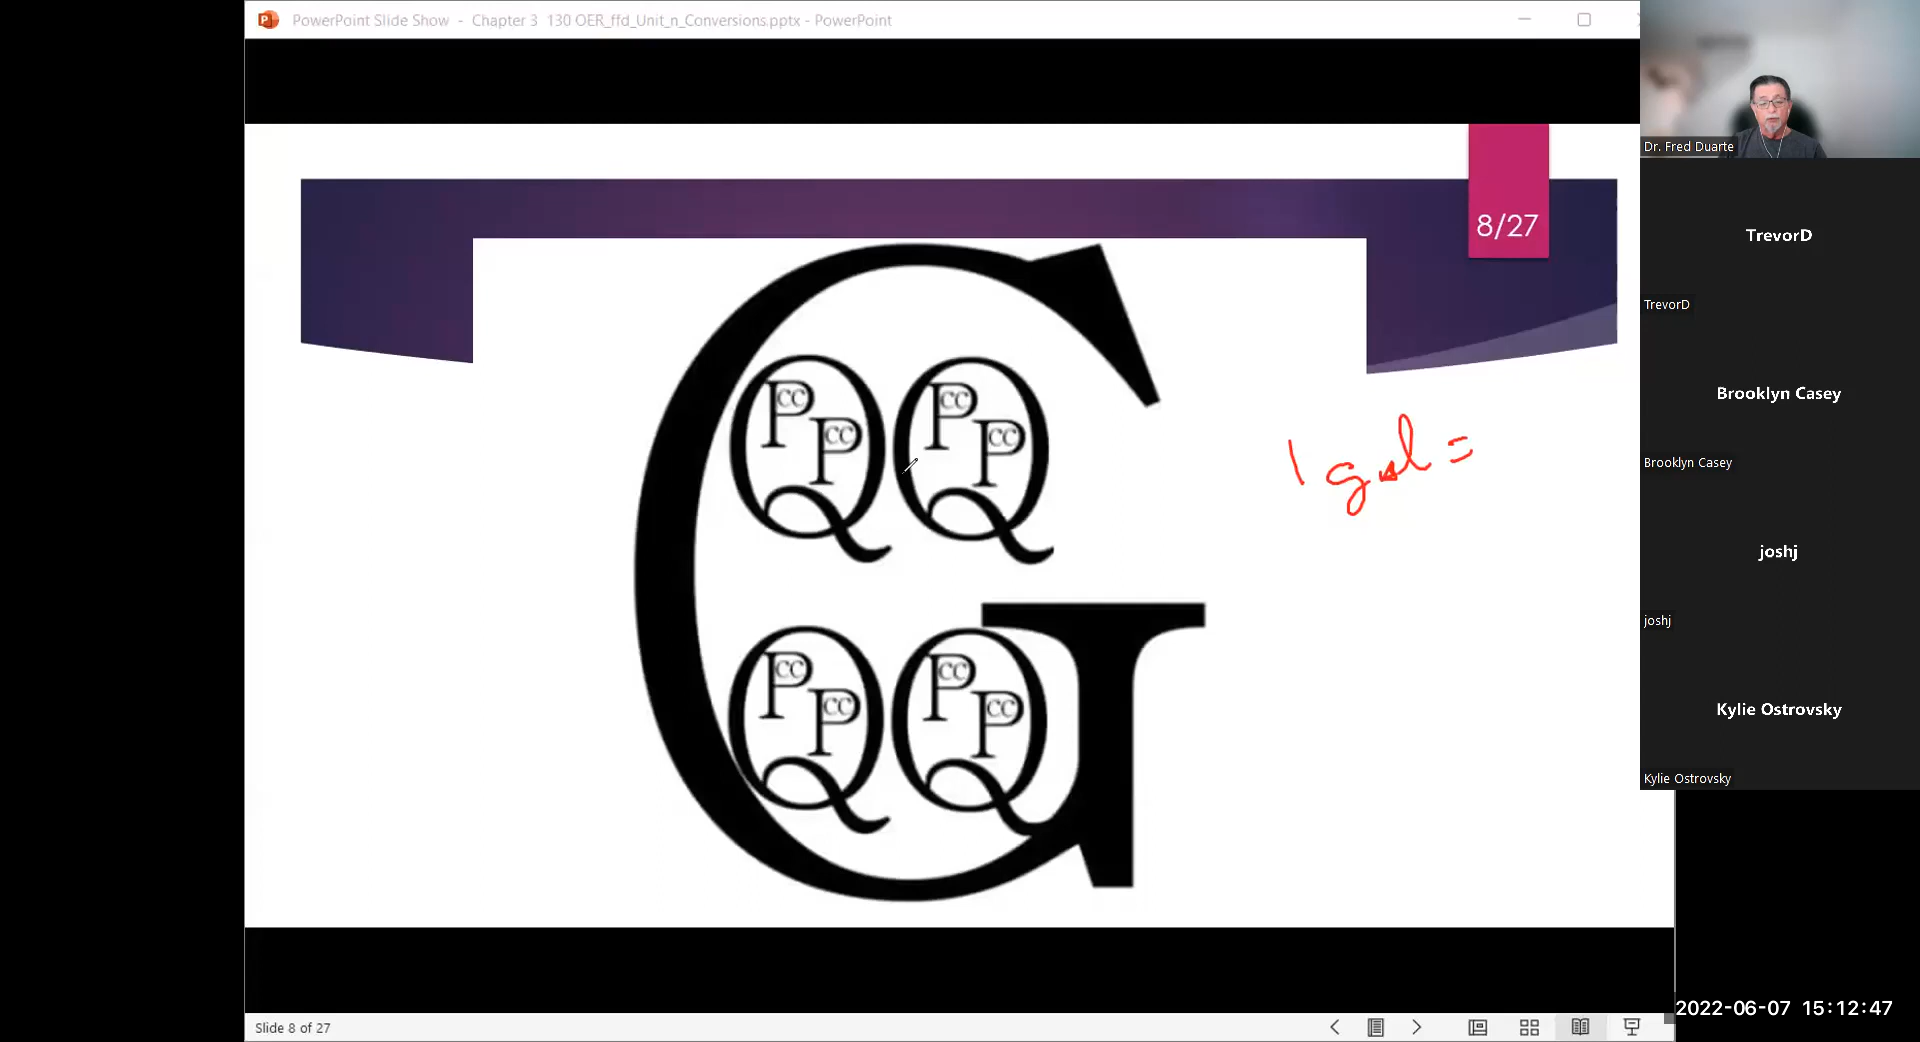 PowerPoint Slide Show - Chapter 3 130 OER_ffd_Unit_n_Conversions.pptx - PowerPoint
8/27
G
Q Q
P CC P CC P CC P CC
Q Q
P CC P CC P CC P CC
1 gal =
Dr. Fred Duarte
TrevorD
TrevorD
Brooklyn Casey
Brooklyn Casey
joshj
joshj
Kylie Ostrovsky
Kylie Ostrovsky
2022-06-07 15:12:47
Slide 8 of 27